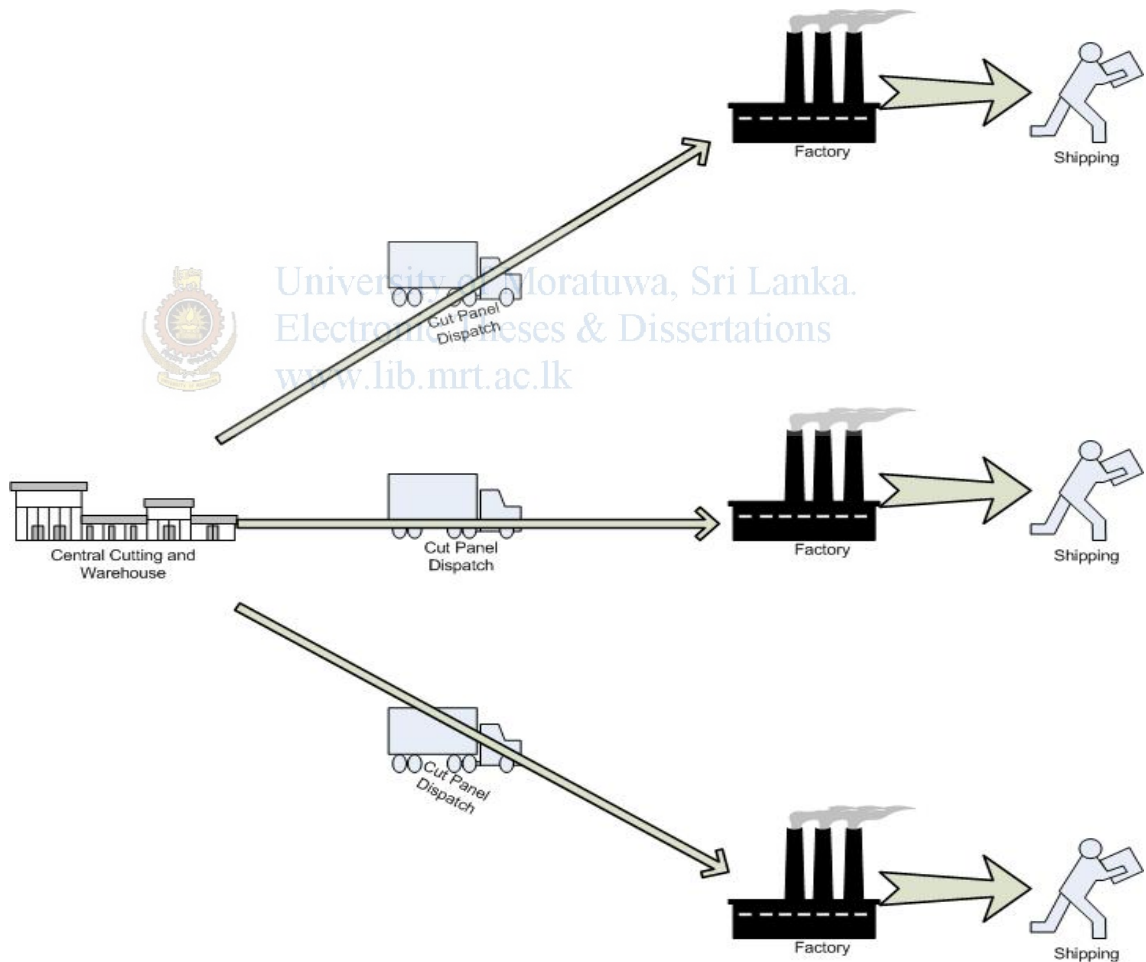 Factory
Shipping
Cut Panel
Dispatch
University of Moratuwa, Sri Lanka.
Electronic Theses & Dissertations
www.lib.mrt.ac.lk
Central Cutting and
Warehouse
Cut Panel
Dispatch
Factory
Shipping
Cut Panel
Dispatch
Factory
Shipping